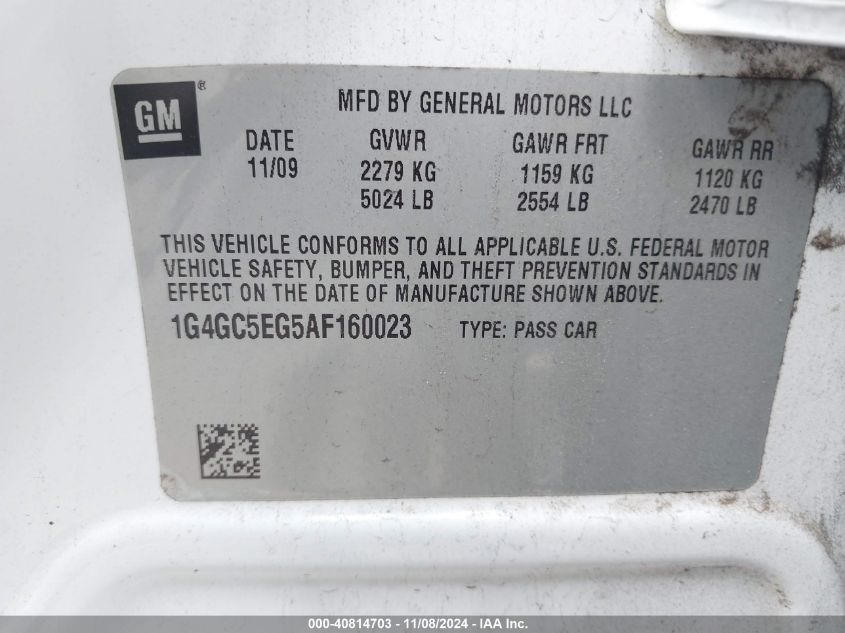 GM ®
MFD BY GENERAL MOTORS LLC
DATE GVWR GAWR FRT GAWR RR
11/09 2279 KG 1159 KG 1120 KG
5024 LB 2554 LB 2470 LB
THIS VEHICLE CONFORMS TO ALL APPLICABLE U.S. FEDERAL MOTOR
VEHICLE SAFETY, BUMPER, AND THEFT PREVENTION STANDARDS IN
EFFECT ON THE DATE OF MANUFACTURE SHOWN ABOVE.
1G4GC5EG5AF160023 TYPE: PASS CAR
000-40814703 - 11/08/2024 - IAA Inc.